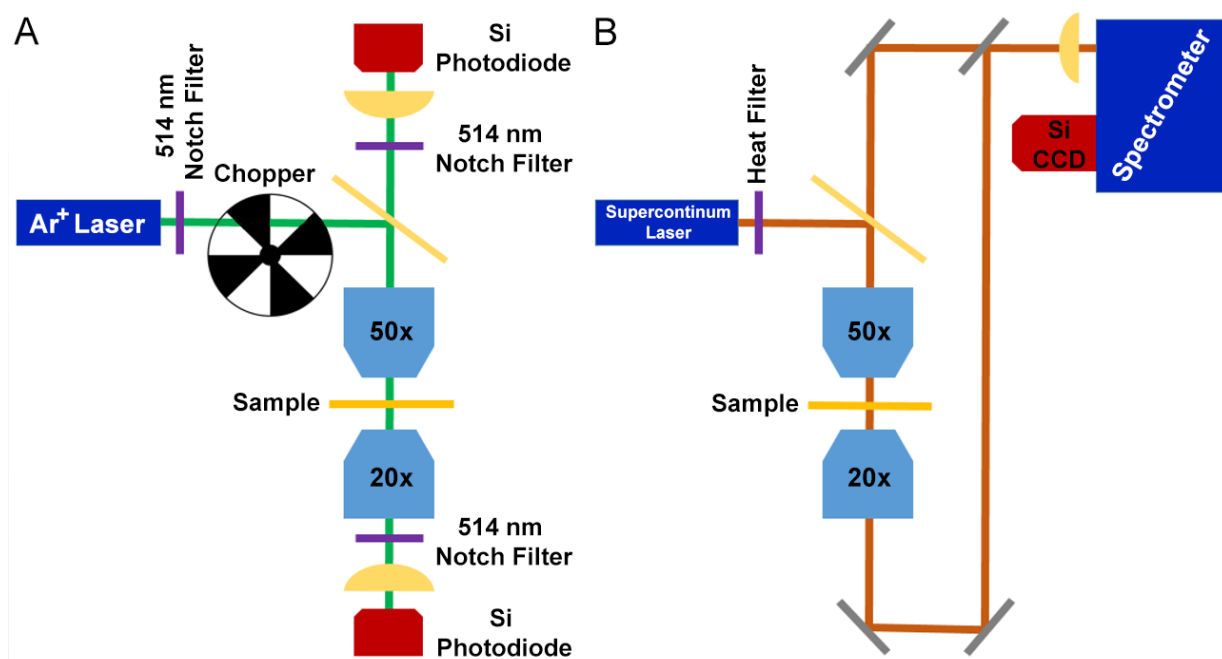 A
Si
Photodiode
514 nm
Notch Filter
514 nm
Notch Filter
Chopper
Ar+ Laser
50x
Sample
20x
514 nm
Notch Filter
Si
Photodiode
B
Spectrometer
Si
CCD
Heat Filter
Supercontinum
Laser
50x
Sample
20x